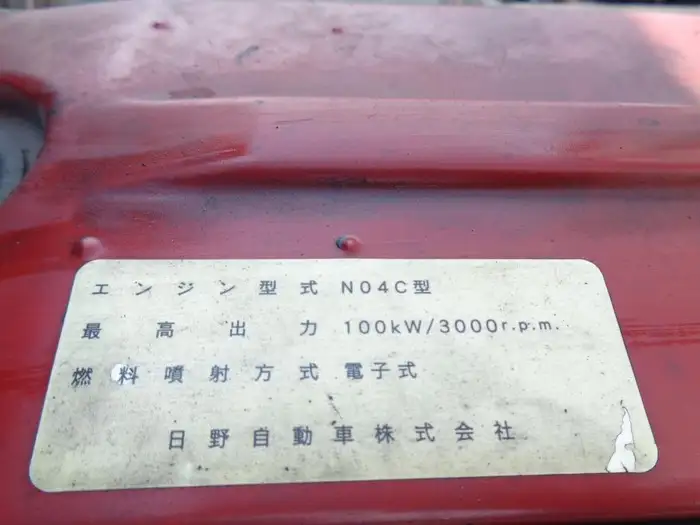 エンジン型式 N04C型
最高出力 100kW/3000r.p.m.
燃料噴射方式 電子式
日野自動車株式会社